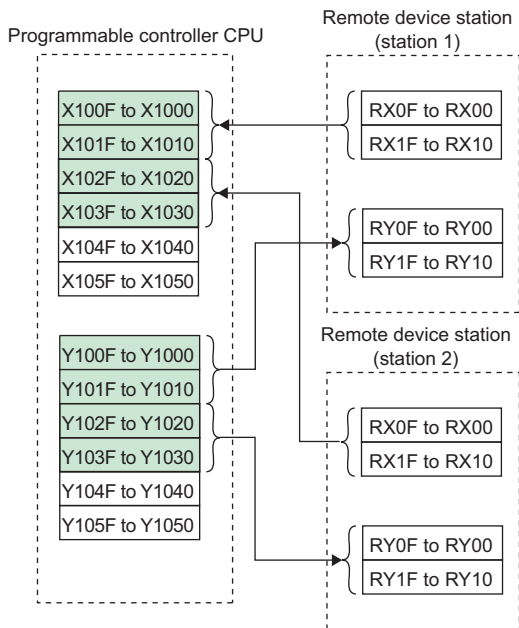 Programmable controller CPU
X100F to X1000
X101F to X1010
X102F to X1020
X103F to X1030
X104F to X1040
X105F to X1050
Y100F to Y1000
Y101F to Y1010
Y102F to Y1020
Y103F to Y1030
Y104F to Y1040
Y105F to Y1050
Remote device station
(station 1)
RX0F to RX00
RX1F to RX10
RY0F to RY00
RY1F to RY10
Remote device station
(station 2)
RX0F to RX00
RX1F to RX10
RY0F to RY00
RY1F to RY10